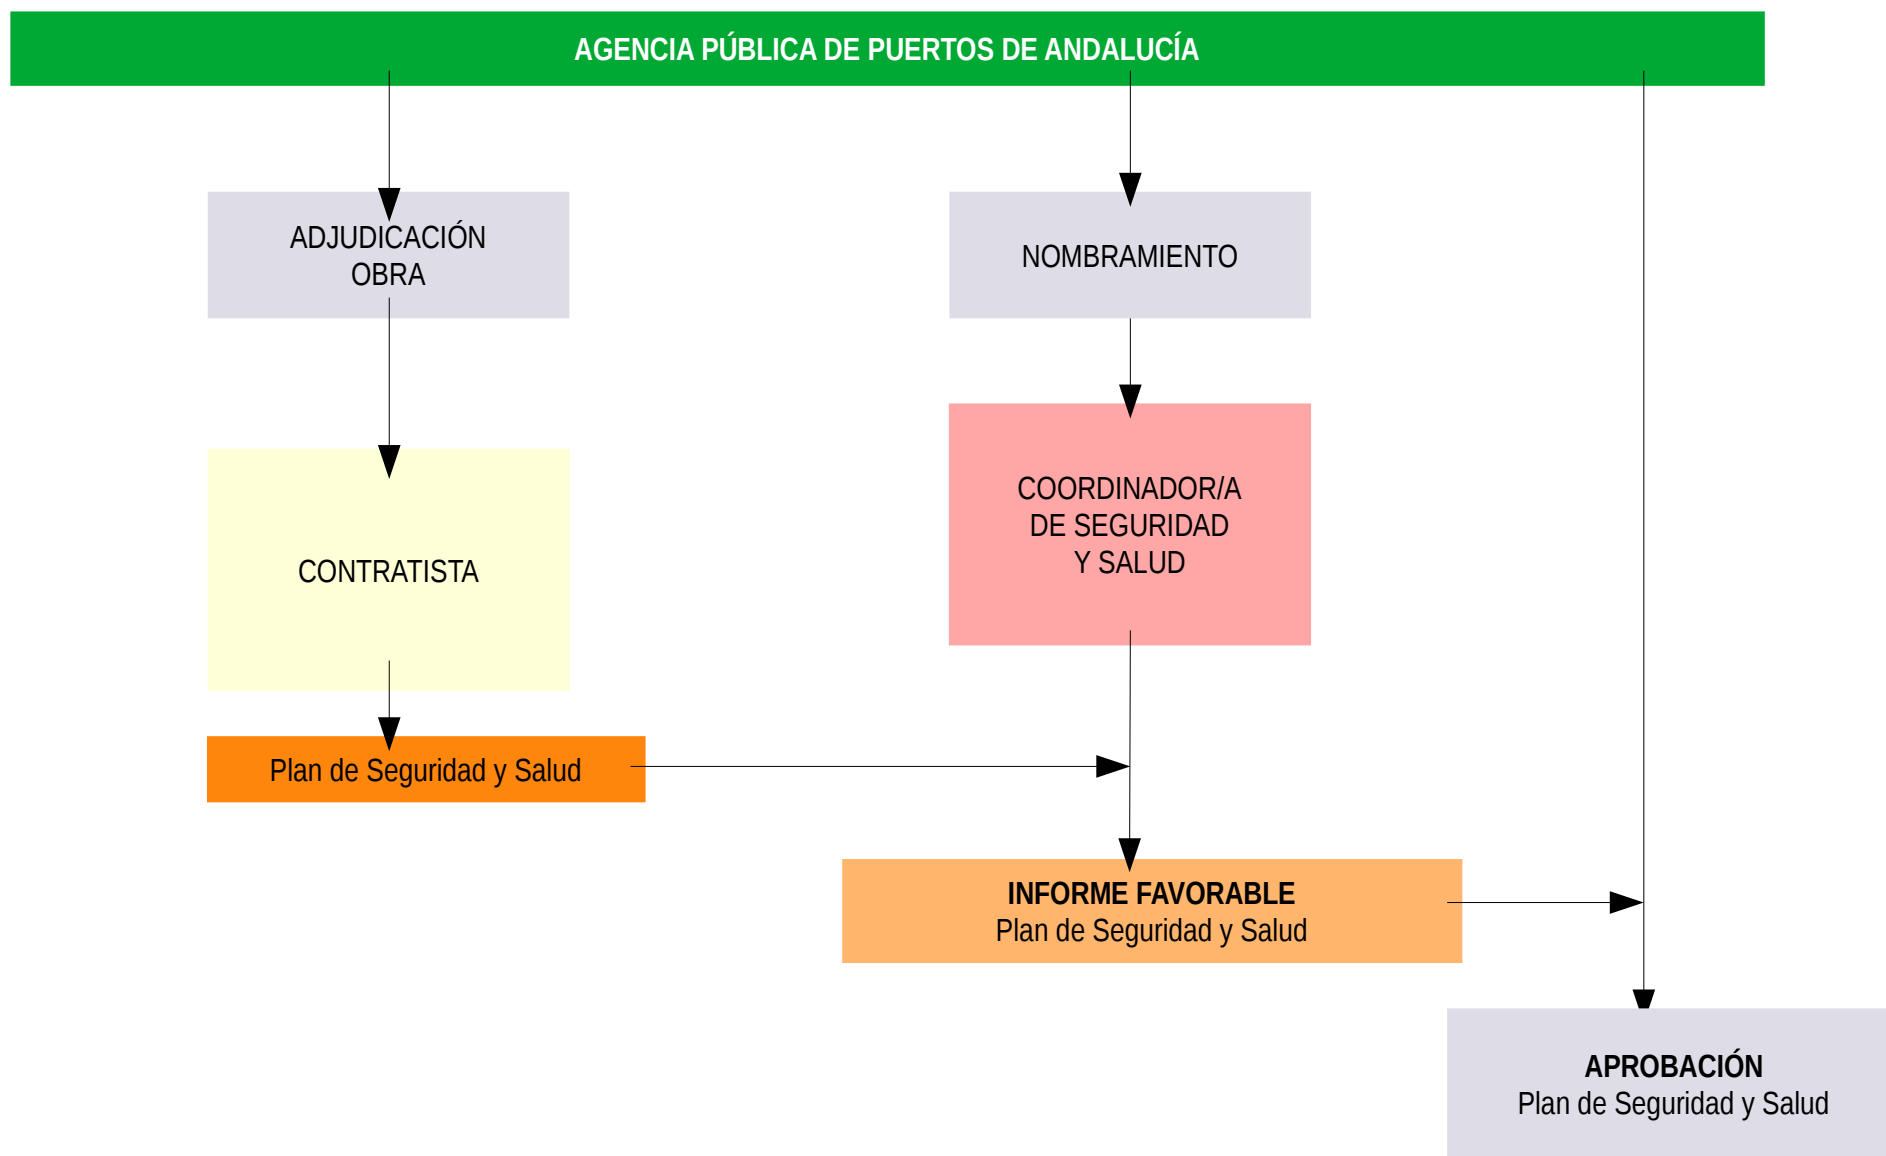 AGENCIA PÚBLICA DE PUERTOS DE ANDALUCÍA
ADJUDICACIÓN
OBRA
NOMBRAMIENTO
CONTRATISTA
COORDINADOR/A
DE SEGURIDAD
Y SALUD
Plan de Seguridad y Salud
INFORME FAVORABLE
Plan de Seguridad y Salud
APROBACIÓN
Plan de Seguridad y Salud